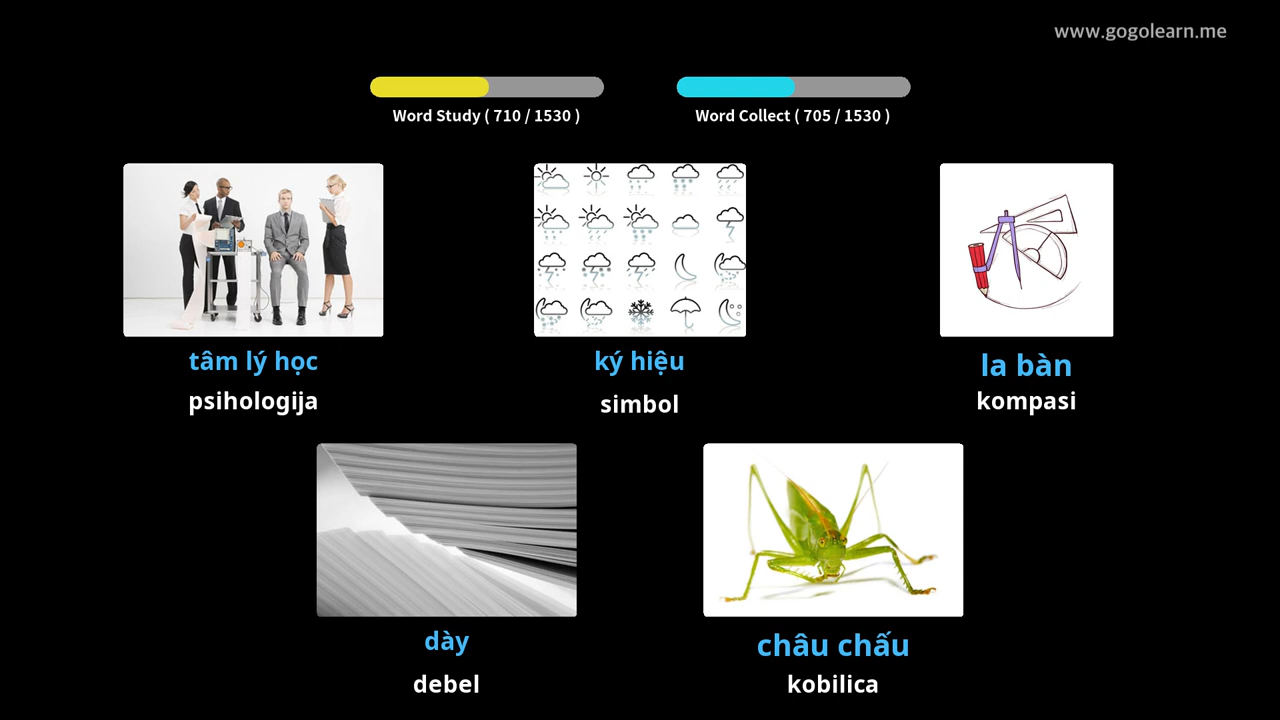 www.gogolearn.me
Word Study ( 710 / 1530 )
Word Collect ( 705 / 1530 )
tâm lý học
psihologija
ký hiệu
simbol
la bàn
kompasi
dày
debel
châu chấu
kobilica